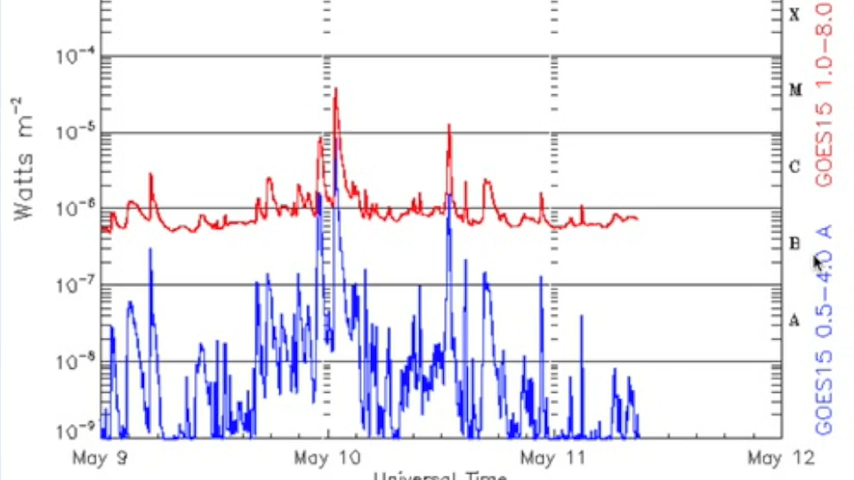 X
10⁻⁴
M
10⁻⁵
C
10⁻⁶
B
10⁻⁷
A
10⁻⁸
10⁻⁹
Watts m⁻²
May 9
May 10
May 11
May 12
Universal Time
GOES15 1.0–8.0
GOES15 0.5–4.0 A